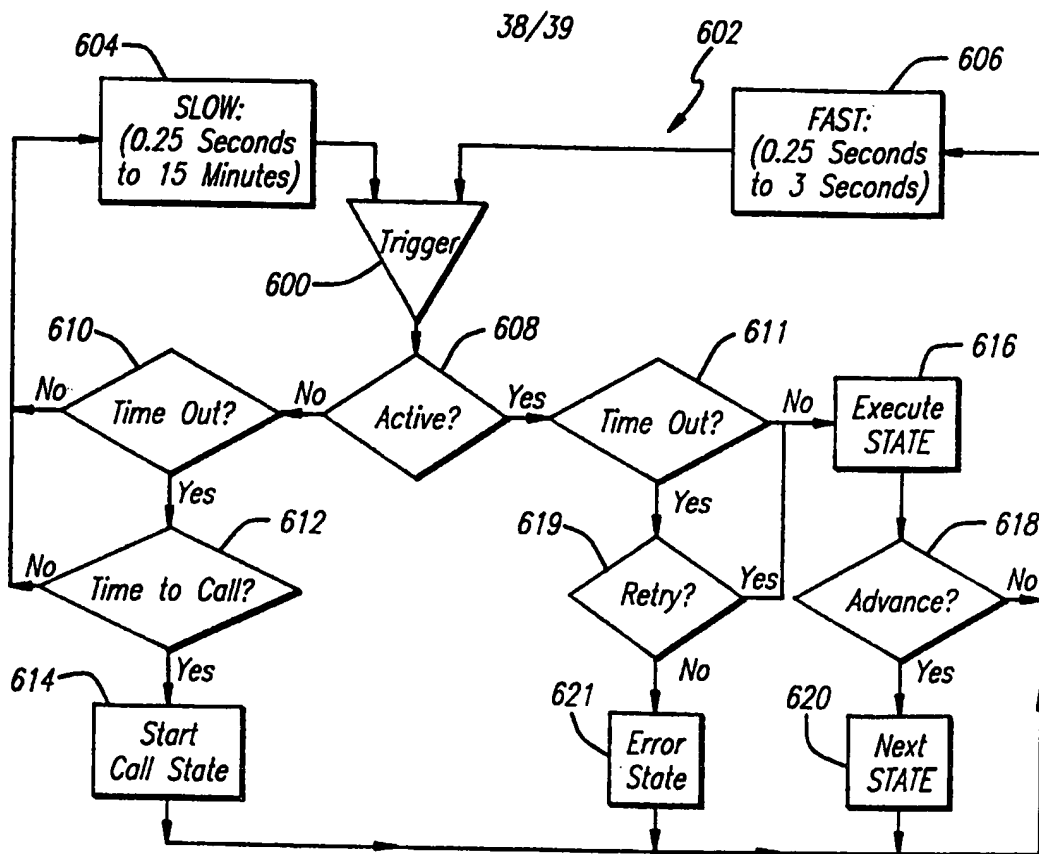 38/39
604
602
606
SLOW:
(0.25 Seconds
to 15 Minutes)
FAST:
(0.25 Seconds
to 3 Seconds)
Trigger
600
610
608
611
616
No
Time Out?
No
Active?
Yes
Time Out?
No
Execute
STATE
Yes
612
Yes
619
618
No
Time to Call?
Retry?
Yes
Advance?
No
Yes
614
No
Yes
621
620
Start
Call State
Error
State
Next
STATE